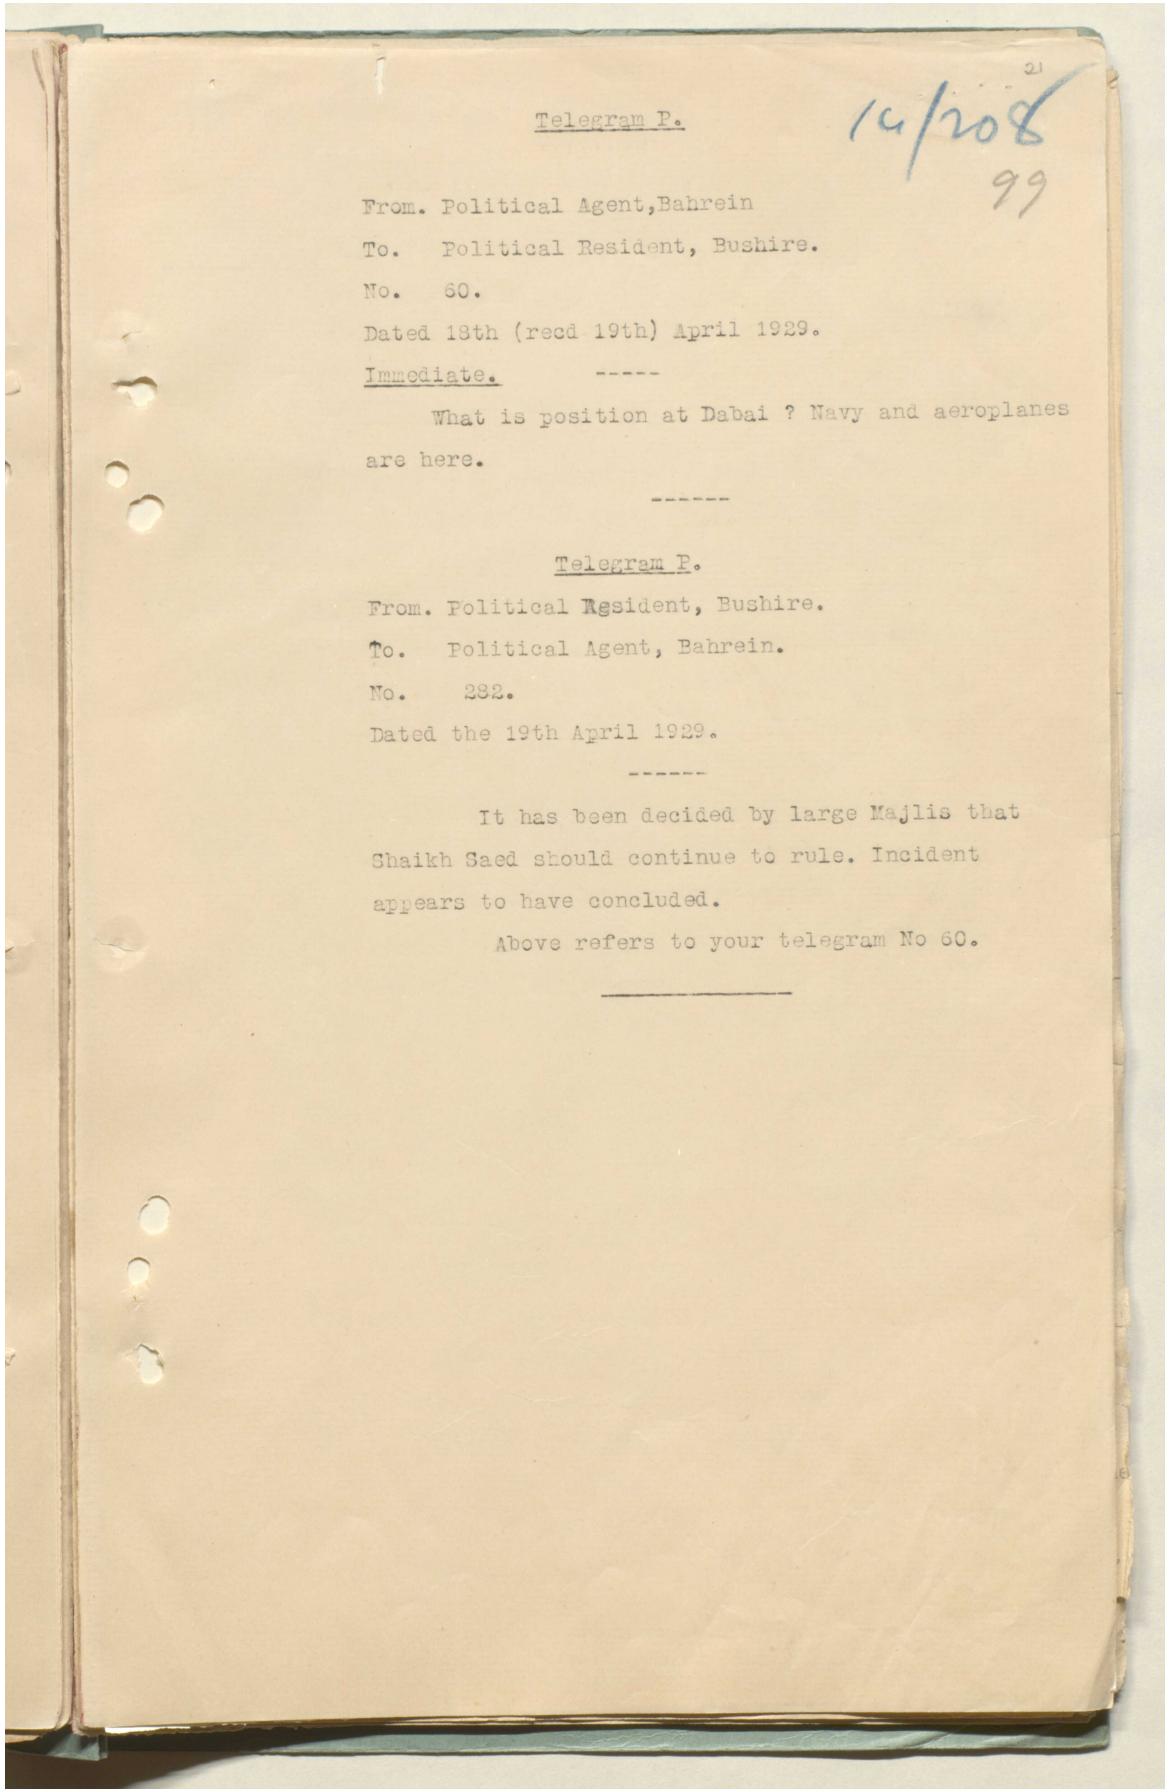 21
14/208
99
Telegram P.
From. Political Agent,Bahrein
To. Political Resident, Bushire.
No. 60.
Dated 18th (recd 19th) April 1929.
Immediate. -----
What is position at Dabai ? Navy and aeroplanes
are here.
------
Telegram P.
From. Political Resident, Bushire.
To. Political Agent, Bahrein.
No. 282.
Dated the 19th April 1929.
------
It has been decided by large Majlis that
Shaikh Saed should continue to rule. Incident
appears to have concluded.
Above refers to your telegram No 60.